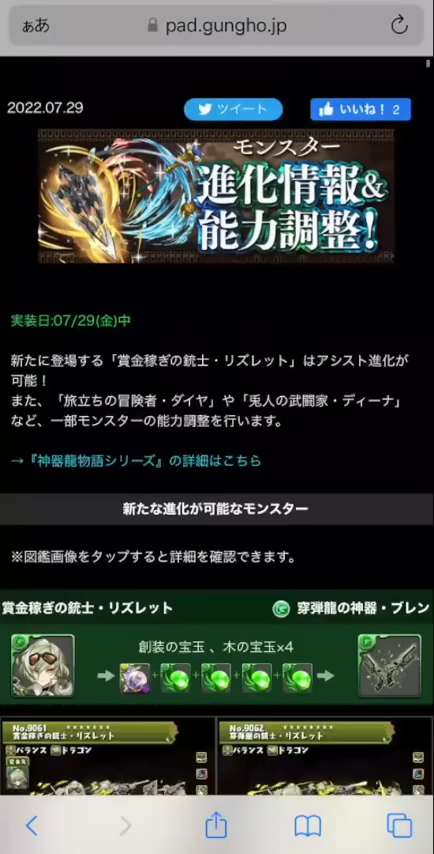 ぁあ pad.gungho.jp
2022.07.29 ツイート いいね！ 2
モンスター
進化情報&
能力調整!
実装日:07/29(金)中
新たに登場する「賞金稼ぎの銃士・リズレット」はアシスト進化が
可能！
また、「旅立ちの冒険者・ダイヤ」や「兎人の武闘家・ディーナ」
など、一部モンスターの能力調整を行います。
→『神器龍物語シリーズ』の詳細はこちら
新たな進化が可能なモンスター
※図鑑画像をタップすると詳細を確認できます。
賞金稼ぎの銃士・リズレット 穿弾龍の神器・ブレン
創装の宝玉 、木の宝玉×4
No.9061 No.9062
賞金稼ぎの銃士・リズレット 穿弾龍の銃士・リズレット
バランス ドラゴン バランス ドラゴン